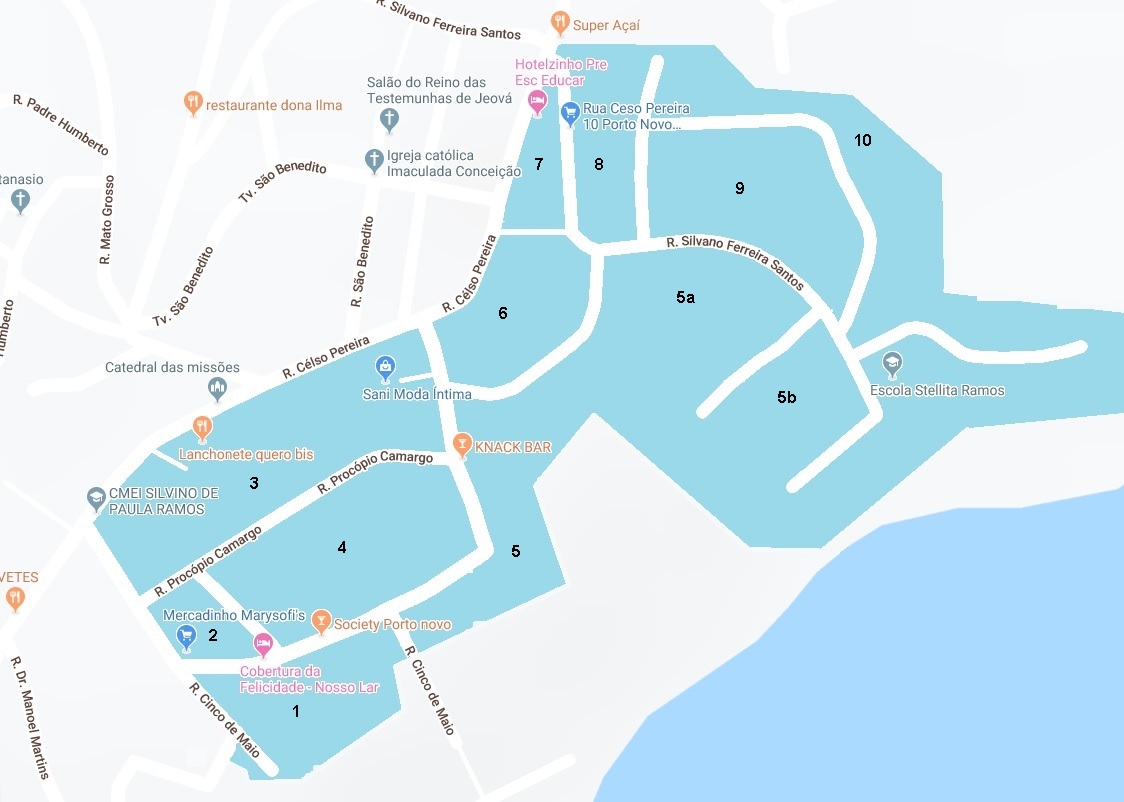 R. Silvano Ferreira Santos
Super Açaí
Hotelzinho Pre
Esc Educar
Salão do Reino das
Testemunhas de Jeová
restaurante dona Ilma
R. Padre Humberto
Rua Ceso Pereira
10 Porto Novo...
10
Igreja católica
Imaculada Conceição
7
8
9
tanasio
Tv. São Benedito
R. Mato Grosso
R. São Benedito
R. Célso Pereira
R. Silvano Ferreira Santos
Tv. São Benedito
5a
6
Humberto
R. Célso Pereira
Catedral das missões
Sani Moda Íntima
Escola Stellita Ramos
5b
Lanchonete quero bis
KNACK BAR
R. Procópio Camargo
3
CMEI SILVINO DE
PAULA RAMOS
4
5
R. Procópio Camargo
VETES
Mercadinho Marysofi's
2
Society Porto novo
Cobertura da
Felicidade - Nosso Lar
R. Cinco de Maio
R. Dr. Manoel Martins
R. Cinco de Maio
1